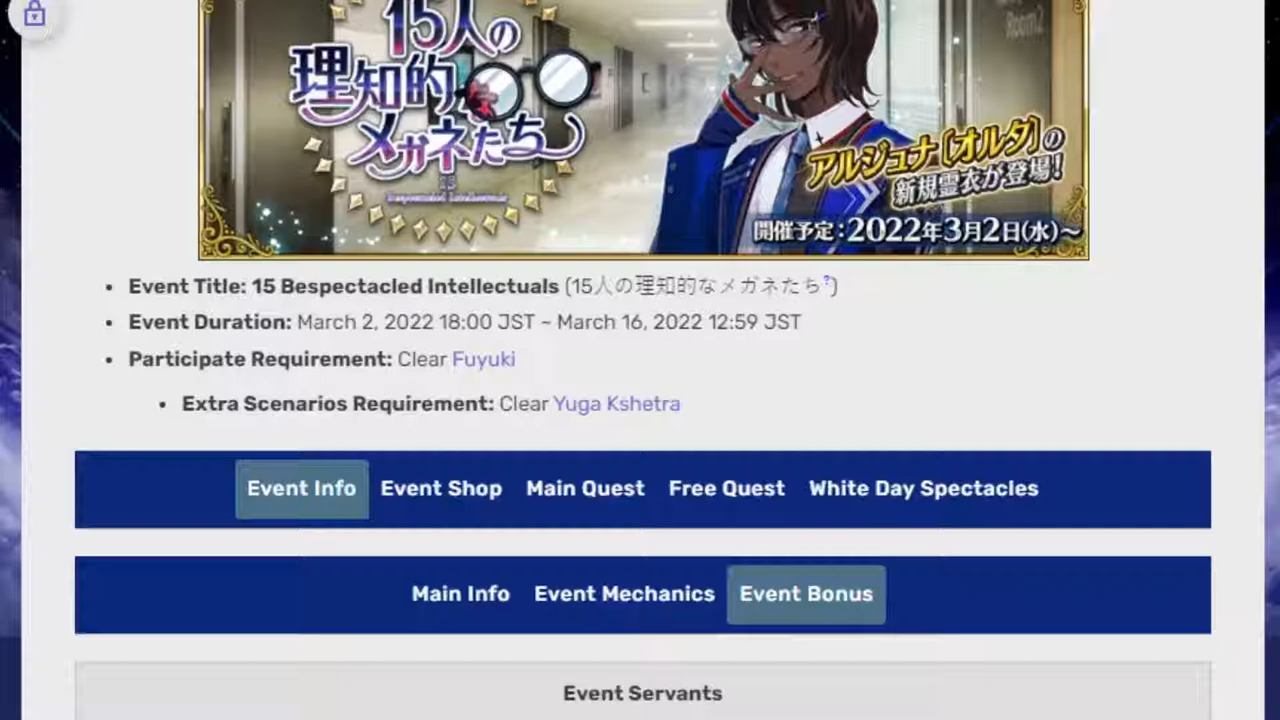 15人の
理知的
メガネたち
15
Bespectacled Intellectuals
Room2
アルジュナ〔オルタ〕の
新規霊衣が登場!
開催予定:2022年3月2日(水)~
• Event Title: 15 Bespectacled Intellectuals (15人の理知的なメガネたち?)
• Event Duration: March 2, 2022 18:00 JST ~ March 16, 2022 12:59 JST
• Participate Requirement: Clear Fuyuki
• Extra Scenarios Requirement: Clear Yuga Kshetra
Event Info Event Shop Main Quest Free Quest White Day Spectacles
Main Info Event Mechanics Event Bonus
Event Servants